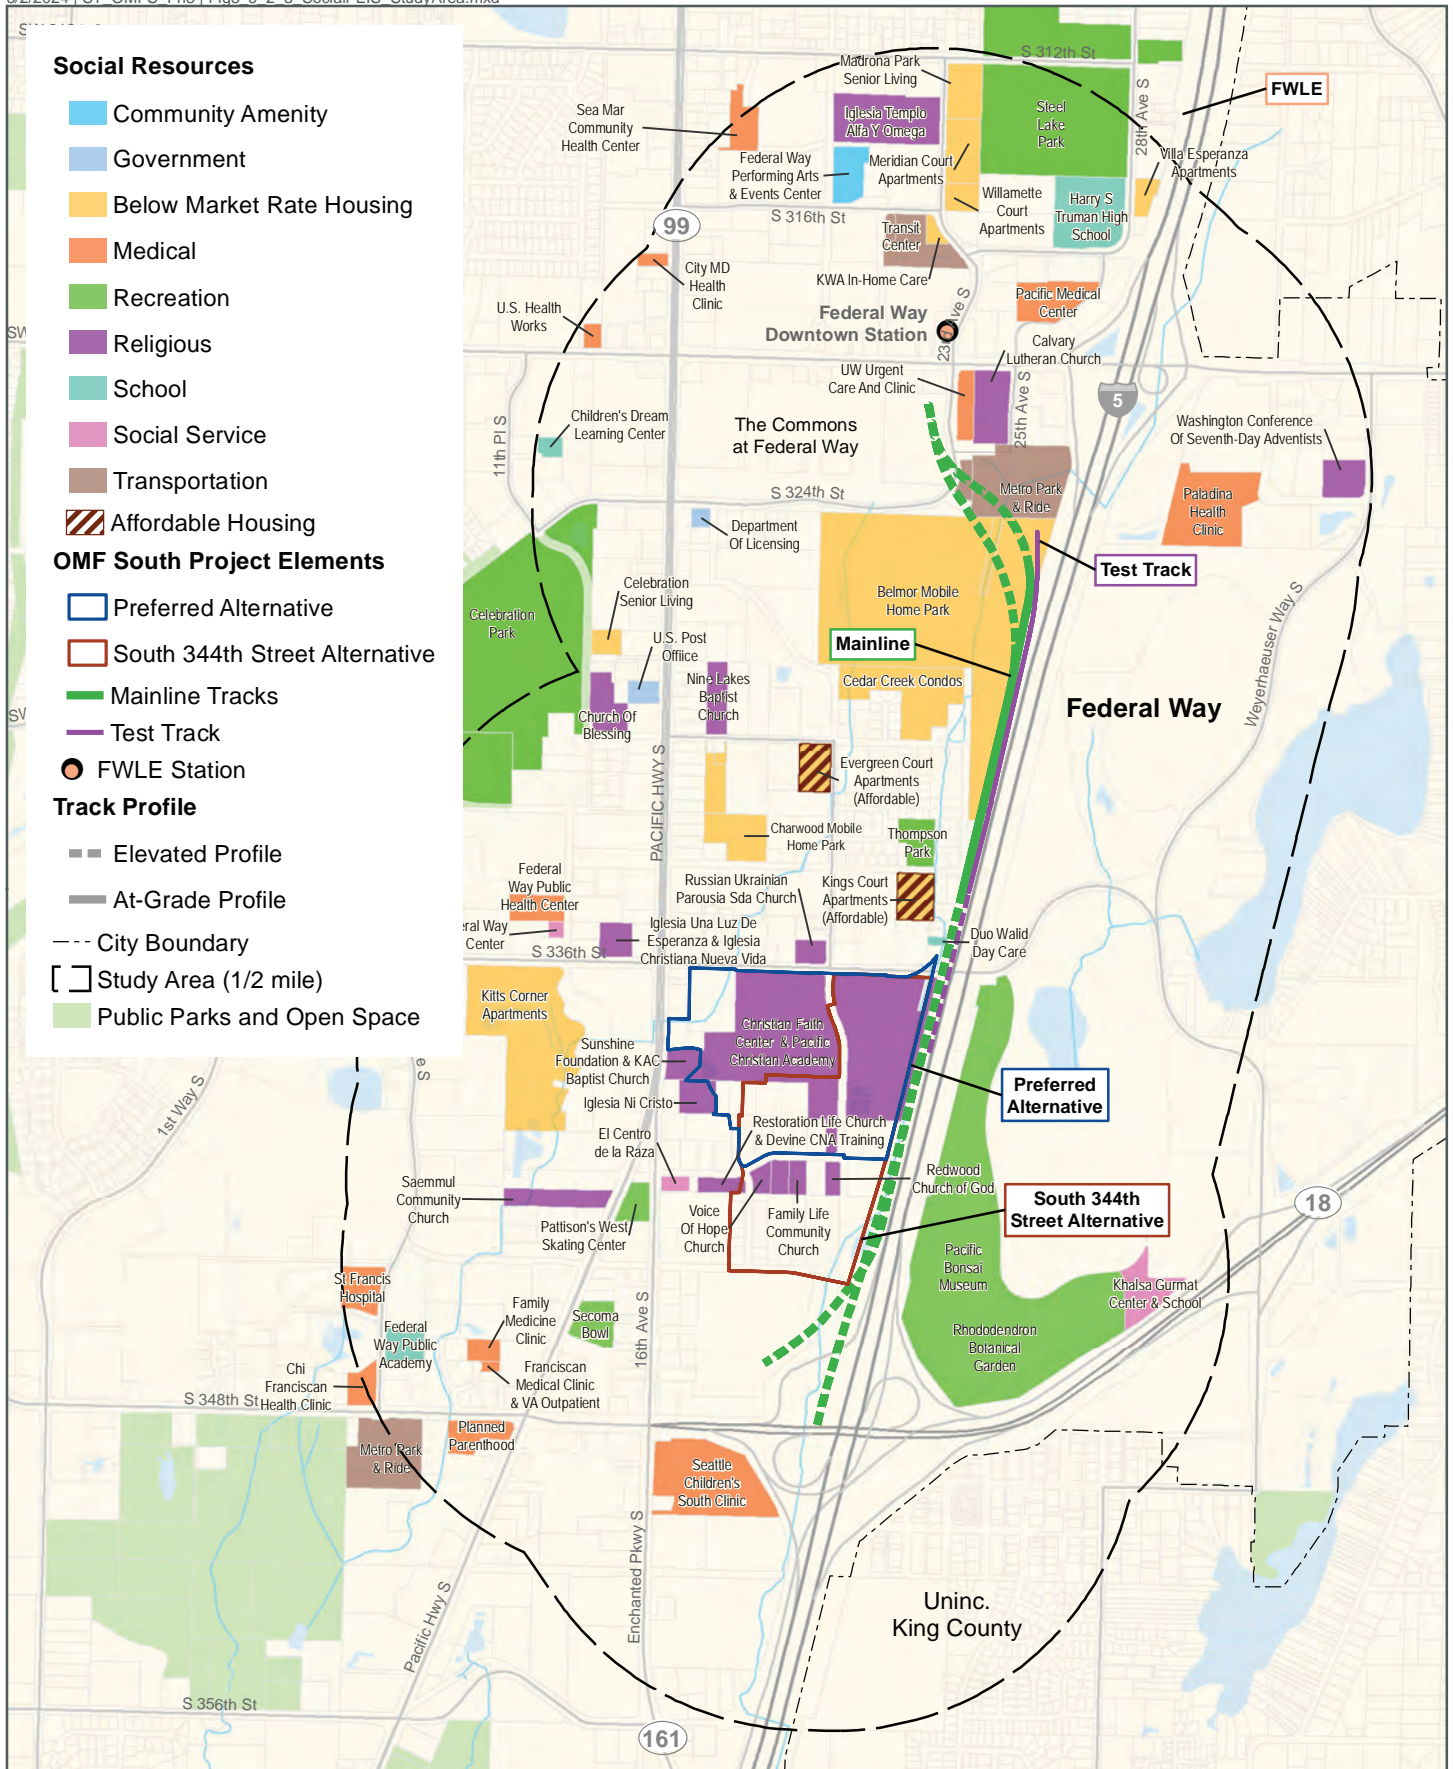 Social Resources
Community Amenity
Government
Below Market Rate Housing
Medical
Recreation
Religious
School
Social Service
Transportation
Affordable Housing
OMF South Project Elements
Preferred Alternative
South 344th Street Alternative
Mainline Tracks
Test Track
FWLE Station
Track Profile
Elevated Profile
At-Grade Profile
City Boundary
Study Area (1/2 mile)
Public Parks and Open Space
S 312th St
Madrona Park
Senior Living
Steel
Lake
Park
28th Ave S
FWLE
Sea Mar
Community
Health Center
Iglesia Templo
Alfa Y Omega
Federal Way
Performing Arts
& Events Center
Meridian Court
Apartments
Villa Esperanza
Apartments
Willamette
Court
Apartments
Harry S
Truman High
School
S 316th St
99
Transit
Center
KWA In-Home Care
City MD
Health
Clinic
Pacific Medical
Center
U.S. Health
Works
Federal Way
Downtown Station
23rd Ave S
Calvary
Lutheran Church
UW Urgent
Care And Clinic
25th Ave S
5
Children's Dream
Learning Center
11th Pl S
The Commons
at Federal Way
Washington Conference
Of Seventh-Day Adventists
S 324th St
Metro Park
& Ride
Paladina
Health
Clinic
Department
Of Licensing
Test Track
Celebration
Senior Living
Celebration
Park
Belmor Mobile
Home Park
U.S. Post
Offiice
Mainline
Nine Lakes
Baptist
Church
Cedar Creek Condos
Church Of
Blessing
Federal Way
Weyerhaeuser Way S
PACIFIC HWY S
Evergreen Court
Apartments
(Affordable)
Charwood Mobile
Home Park
Thompson
Park
Federal
Way Public
Health Center
Russian Ukrainian
Parousia Sda Church
Kings Court
Apartments
(Affordable)
eral Way
Center
Iglesia Una Luz De
Esperanza & Iglesia
Christiana Nueva Vida
Duo Walid
Day Care
S 336th St
Kitts Corner
Apartments
Christian Faith
Center & Pacific
Christian Academy
Sunshine
Foundation & KAC
Baptist Church
Iglesia Ni Cristo
Preferred
Alternative
1st Way S
e S
El Centro
de la Raza
Restoration Life Church
& Devine CNA Training
Saemmul
Community
Church
Redwood
Church of God
South 344th
Street Alternative
18
Pattison's West
Skating Center
Voice
Of Hope
Church
Family Life
Community
Church
Pacific
Bonsai
Museum
Khalsa Gurmat
Center & School
St Francis
Hospital
Family
Medicine
Clinic
Secoma
Bowl
16th Ave S
Federal
Way Public
Academy
Rhododendron
Botanical
Garden
Chi
Franciscan
Health Clinic
Franciscan
Medical Clinic
& VA Outpatient
S 348th St
Planned
Parenthood
Metro Park
& Ride
Seattle
Children's
South Clinic
Enchanted Pkwy S
Pacific Hwy S
Uninc.
King County
S 356th St
161